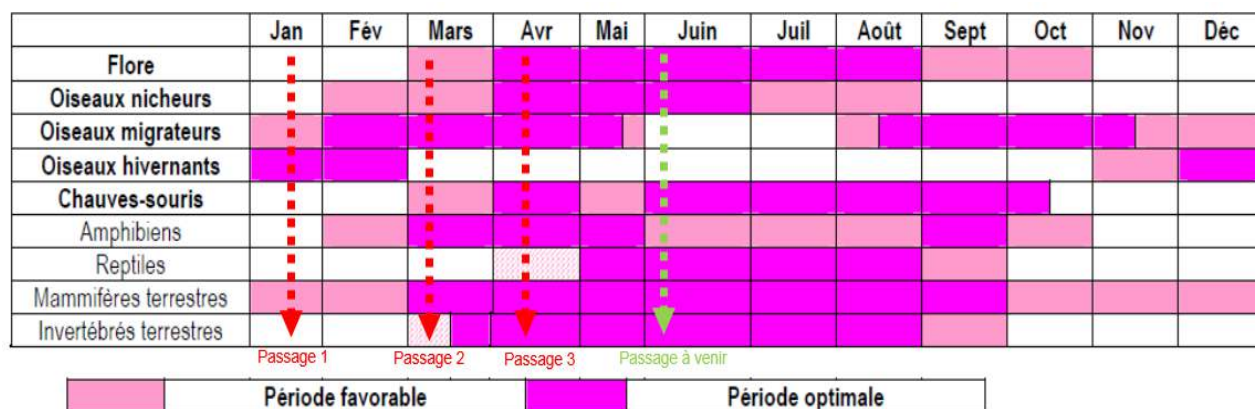 Jan Fév Mars Avr Mai Juin Juil Août Sept Oct Nov Déc
Flore
Oiseaux nicheurs
Oiseaux migrateurs
Oiseaux hivernants
Chauves-souris
Amphibiens
Reptiles
Mammifères terrestres
Invertébrés terrestres
Passage 1 Passage 2 Passage 3 Passage à venir
Période favorable Période optimale